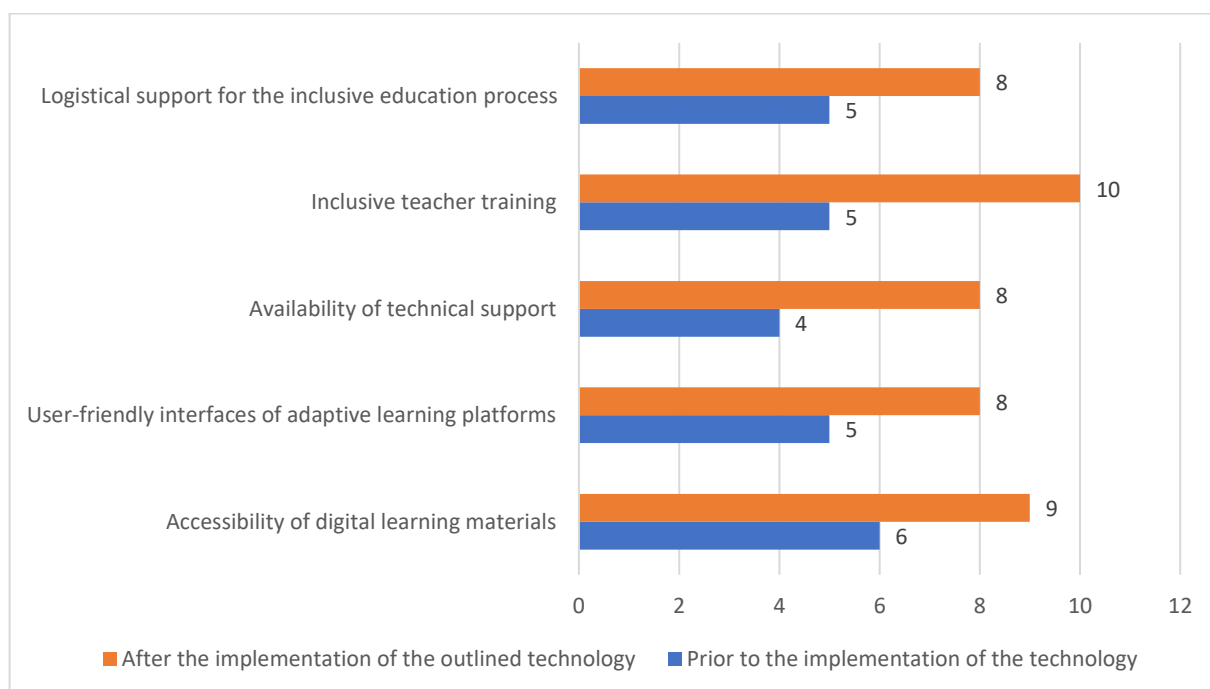 Logistical support for the inclusive education process
8
5
Inclusive teacher training
10
5
Availability of technical support
8
4
User-friendly interfaces of adaptive learning platforms
8
5
Accessibility of digital learning materials
9
6
0 2 4 6 8 10 12
After the implementation of the outlined technology Prior to the implementation of the technology